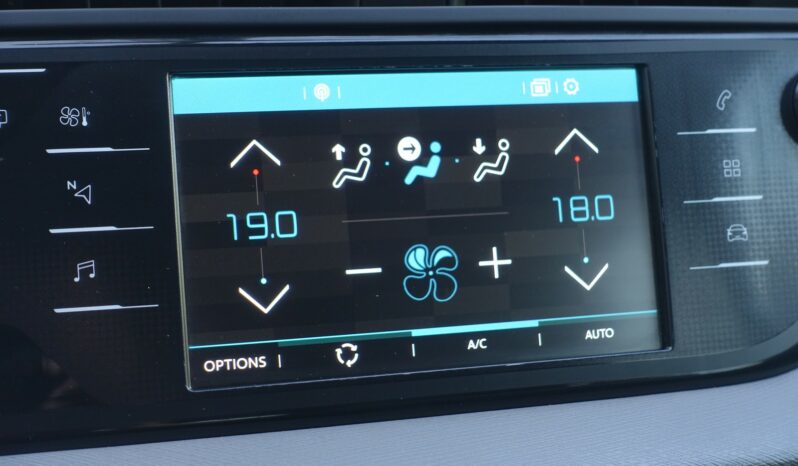 N
19.0
18.0
OPTIONS
A/C
AUTO